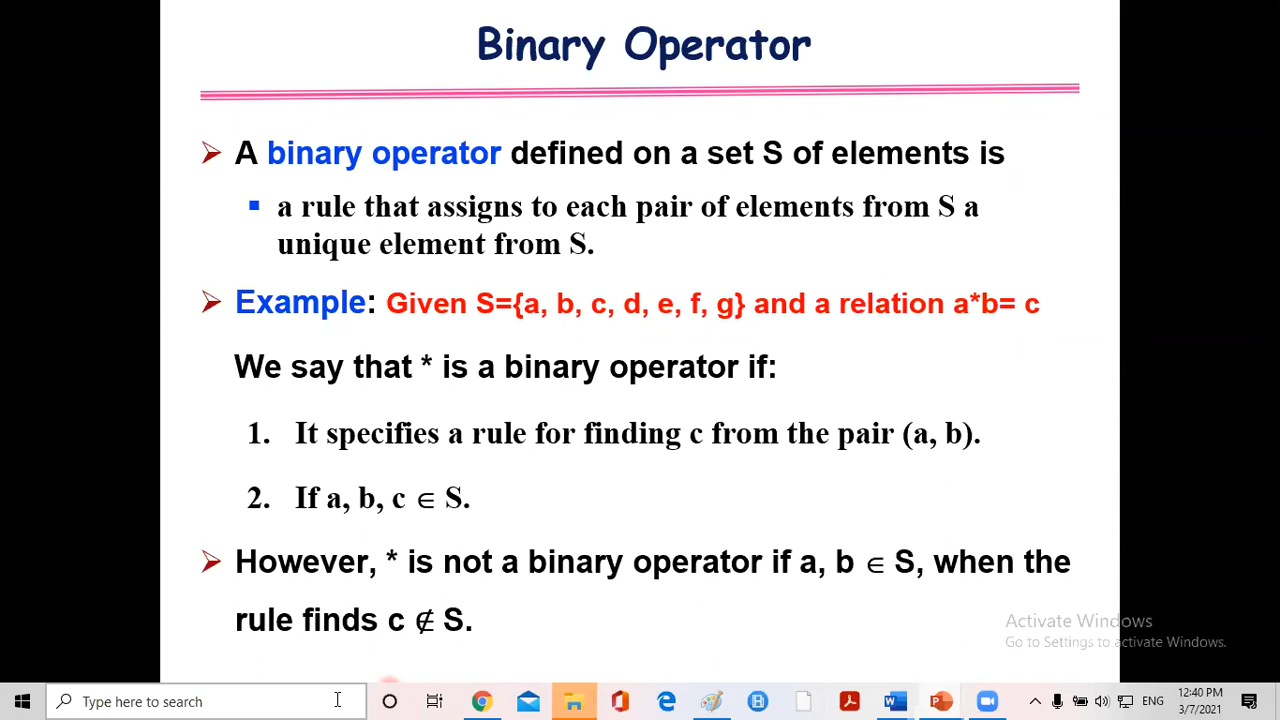 Binary Operator
➢ A binary operator defined on a set S of elements is
▪ a rule that assigns to each pair of elements from S a
unique element from S.
➢ Example: Given S={a, b, c, d, e, f, g} and a relation a*b= c
We say that * is a binary operator if:
1. It specifies a rule for finding c from the pair (a, b).
2. If a, b, c ∈ S.
➢ However, * is not a binary operator if a, b ∈ S, when the
rule finds c ∉ S.
Activate Windows
Go to Settings to activate Windows.
Type here to search
ENG
12:40 PM
3/7/2021